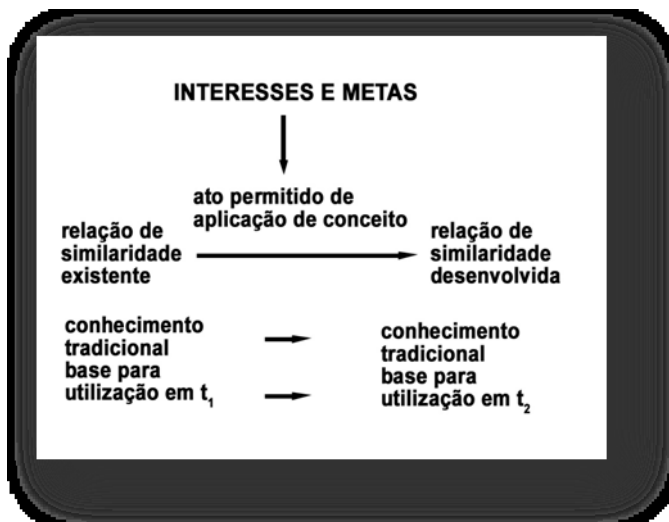 INTERESSES E METAS
ato permitido de
aplicação de conceito
relação de
similaridade
existente
relação de
similaridade
desenvolvida
conhecimento
tradicional
base para
utilização em t₁
conhecimento
tradicional
base para
utilização em t₂